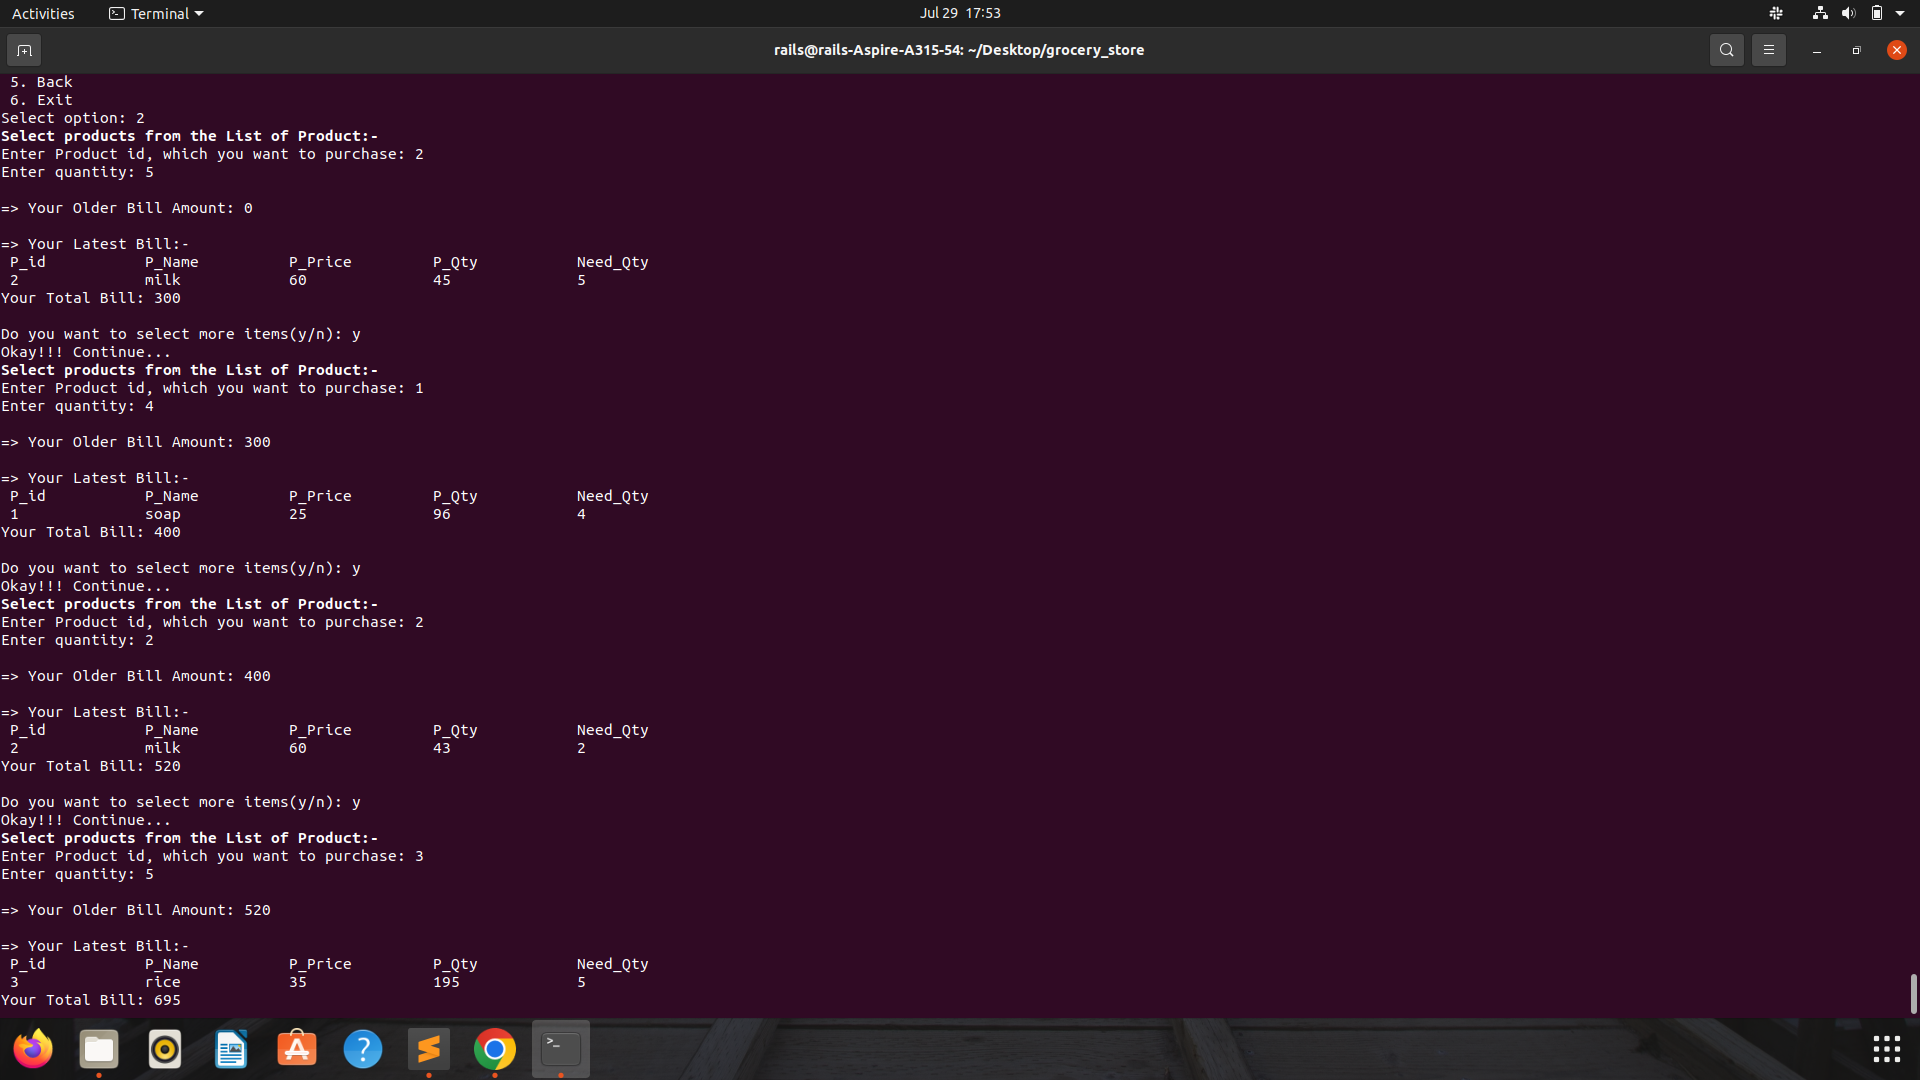 Activities
Terminal
Jul 29 17:53
rails@rails-Aspire-A315-54: ~/Desktop/grocery_store
5. Back
6. Exit
Select option: 2
Select products from the List of Product:-
Enter Product id, which you want to purchase: 2
Enter quantity: 5
=> Your Older Bill Amount: 0
=> Your Latest Bill:-
P_id P_Name P_Price P_Qty Need_Qty
2 milk 60 45 5
Your Total Bill: 300
Do you want to select more items(y/n): y
Okay!!! Continue...
Select products from the List of Product:-
Enter Product id, which you want to purchase: 1
Enter quantity: 4
=> Your Older Bill Amount: 300
=> Your Latest Bill:-
P_id P_Name P_Price P_Qty Need_Qty
1 soap 25 96 4
Your Total Bill: 400
Do you want to select more items(y/n): y
Okay!!! Continue...
Select products from the List of Product:-
Enter Product id, which you want to purchase: 2
Enter quantity: 2
=> Your Older Bill Amount: 400
=> Your Latest Bill:-
P_id P_Name P_Price P_Qty Need_Qty
2 milk 60 43 2
Your Total Bill: 520
Do you want to select more items(y/n): y
Okay!!! Continue...
Select products from the List of Product:-
Enter Product id, which you want to purchase: 3
Enter quantity: 5
=> Your Older Bill Amount: 520
=> Your Latest Bill:-
P_id P_Name P_Price P_Qty Need_Qty
3 rice 35 195 5
Your Total Bill: 695